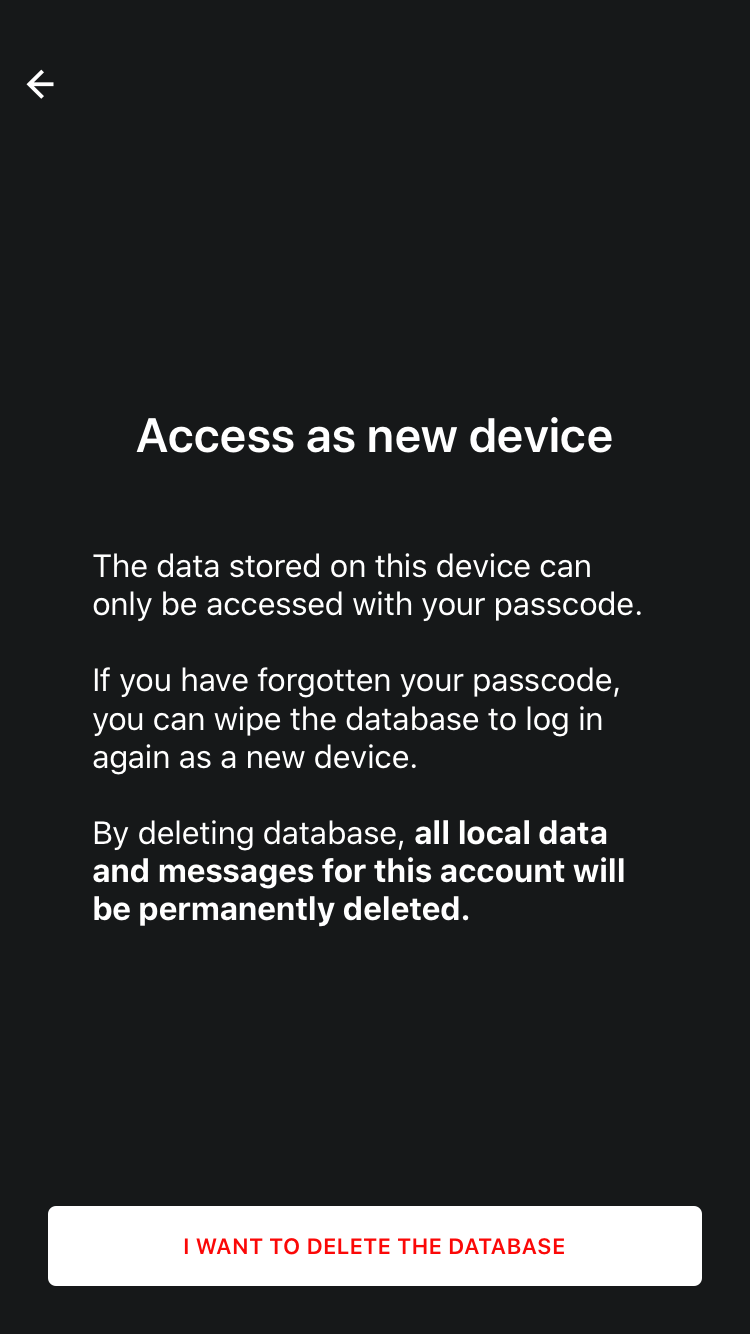 Access as new device
The data stored on this device can
only be accessed with your passcode.
If you have forgotten your passcode,
you can wipe the database to log in
again as a new device.
By deleting database, all local data
and messages for this account will
be permanently deleted.
I WANT TO DELETE THE DATABASE